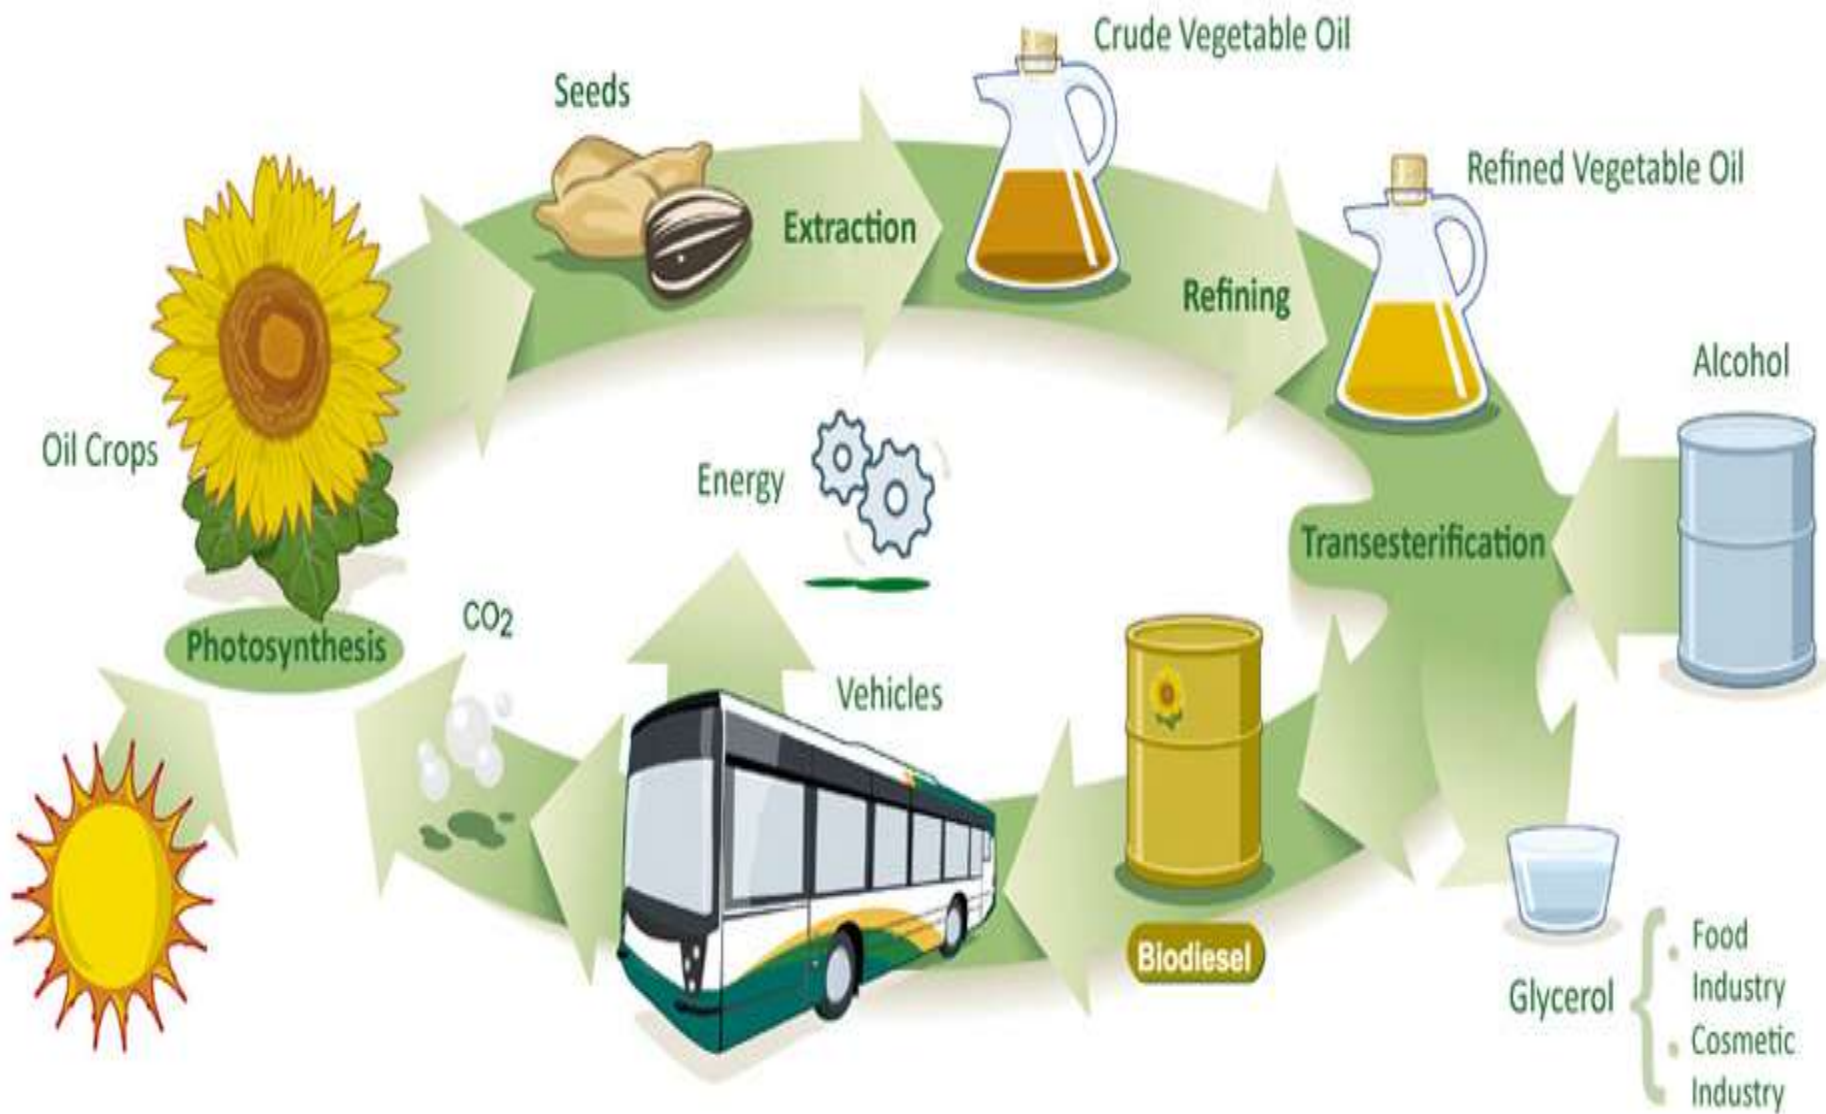 Crude Vegetable Oil
Seeds
Refined Vegetable Oil
Extraction
Refining
Alcohol
Oil Crops
Energy
Transesterification
CO2
Photosynthesis
Vehicles
Biodiesel
Glycerol
Food
Industry
Cosmetic
Industry